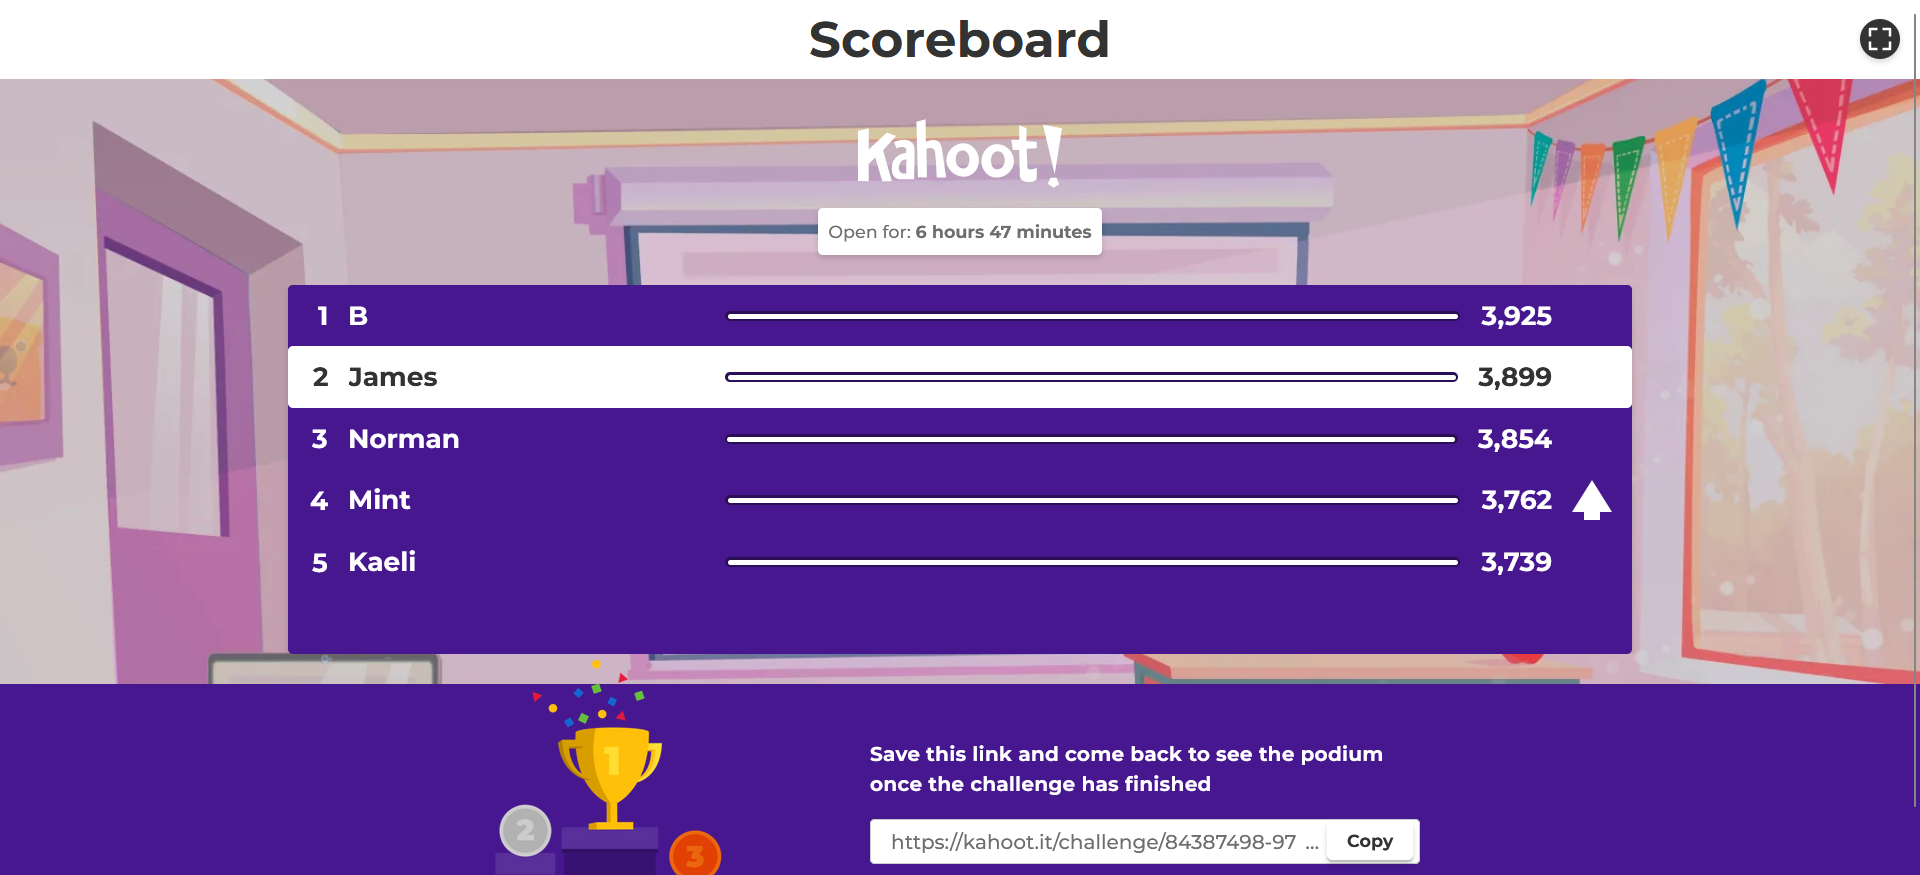 Scoreboard
Kahoot!
Open for: 6 hours 47 minutes
1 B 3,925
2 James 3,899
3 Norman 3,854
4 Mint 3,762
5 Kaeli 3,739
1
2
3
Save this link and come back to see the podium
once the challenge has finished
https://kahoot.it/challenge/84387498-97 ... Copy